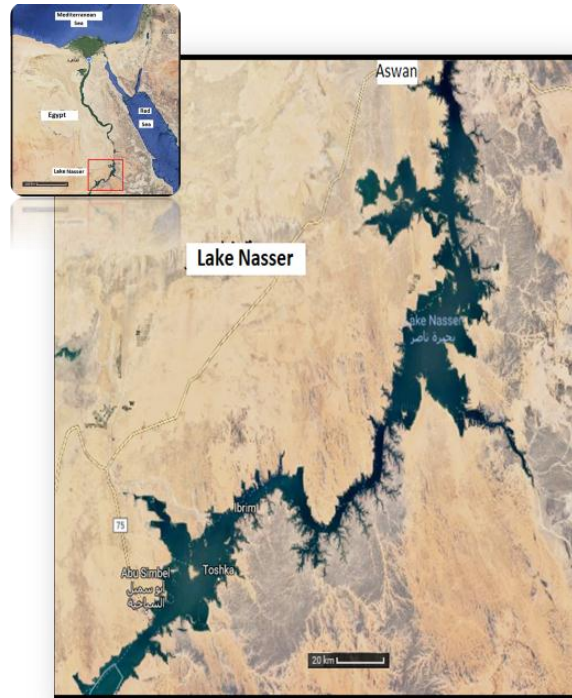 Mediterranean
Sea
Egypt
Red
Sea
Lake Nasser
Aswan
Lake Nasser
Lake Nasser
بحيرة ناصر
Ibrim
75
Abu Simbel
أبو سمبل
السياحية
Toshka
20 km